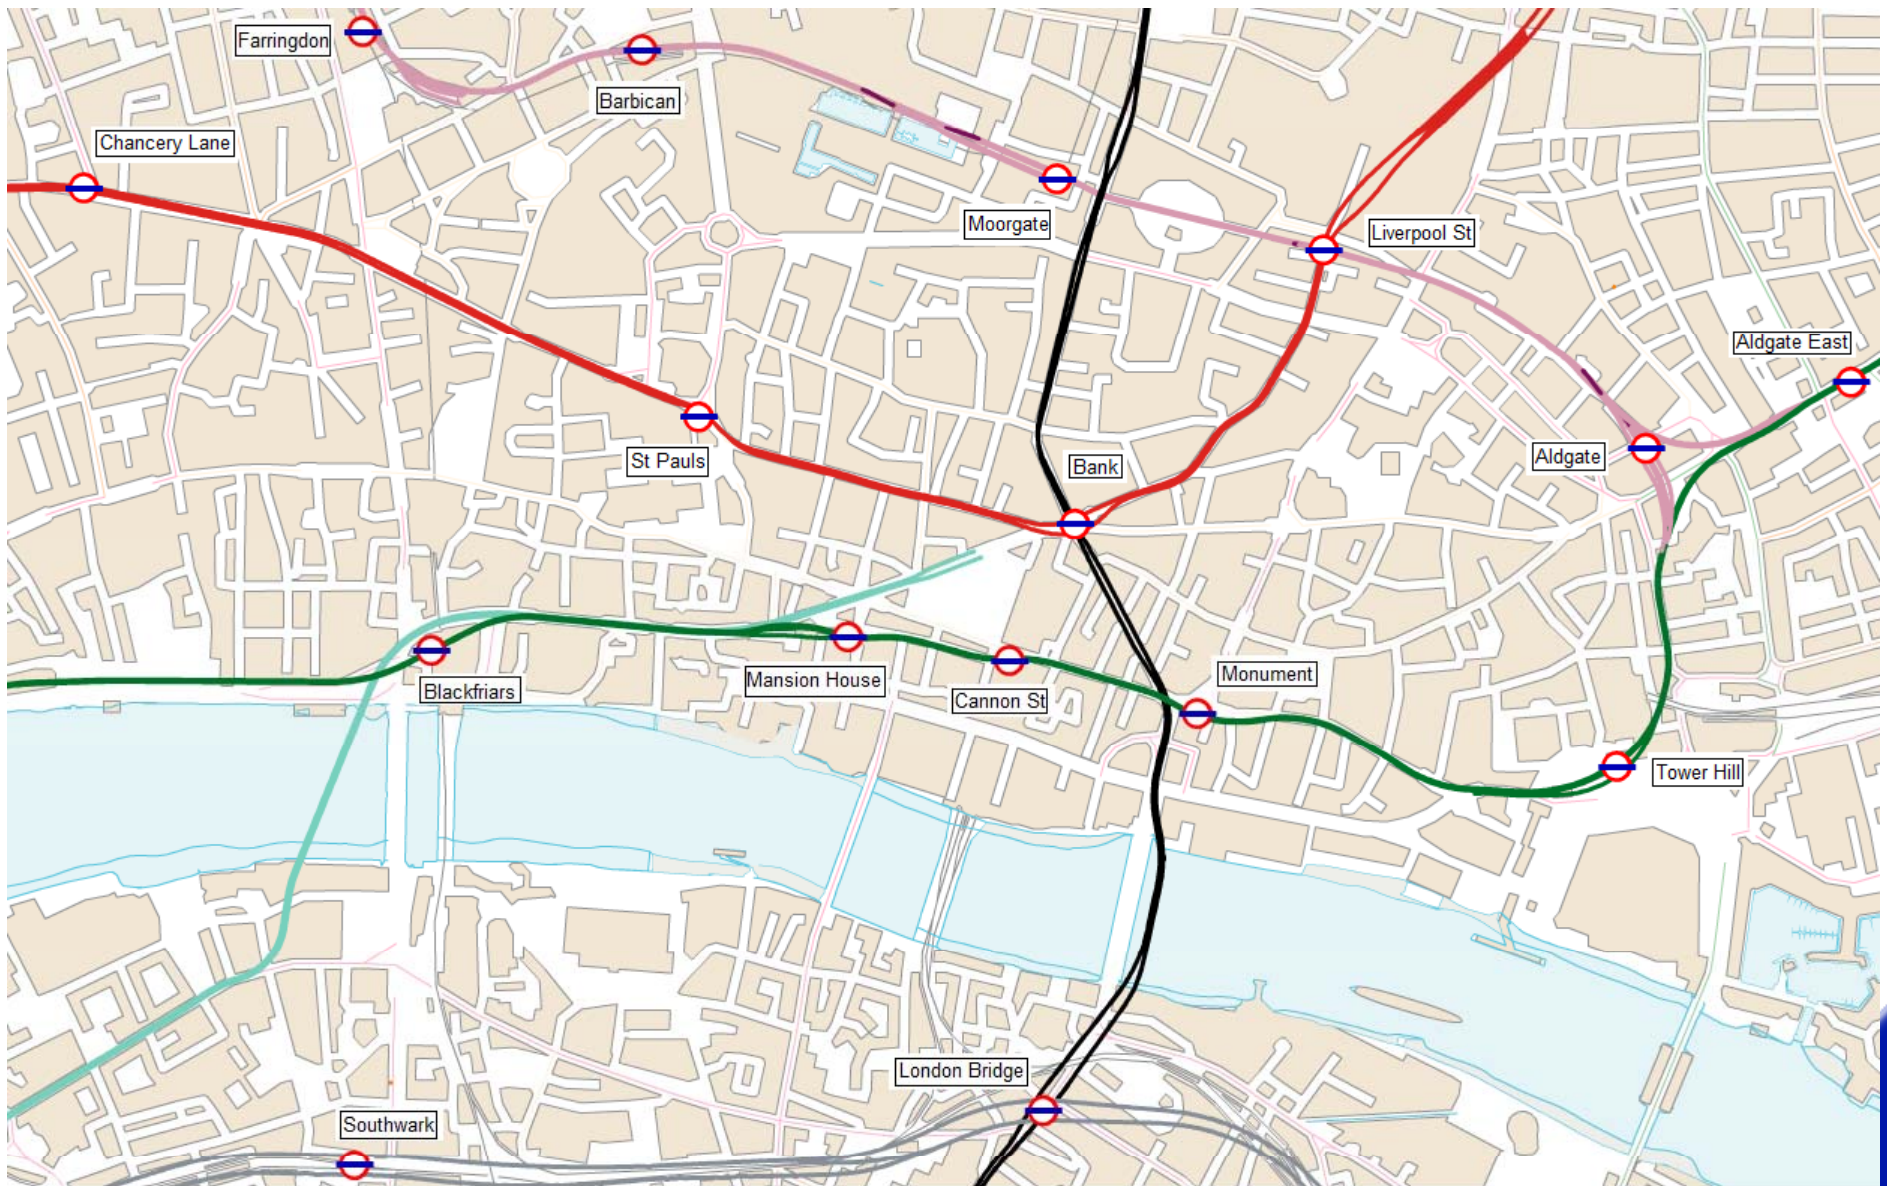 Farringdon
Barbican
Chancery Lane
Moorgate
Liverpool St
Aldgate East
St Pauls
Bank
Aldgate
Mansion House
Monument
Blackfriars
Cannon St
Tower Hill
London Bridge
Southwark